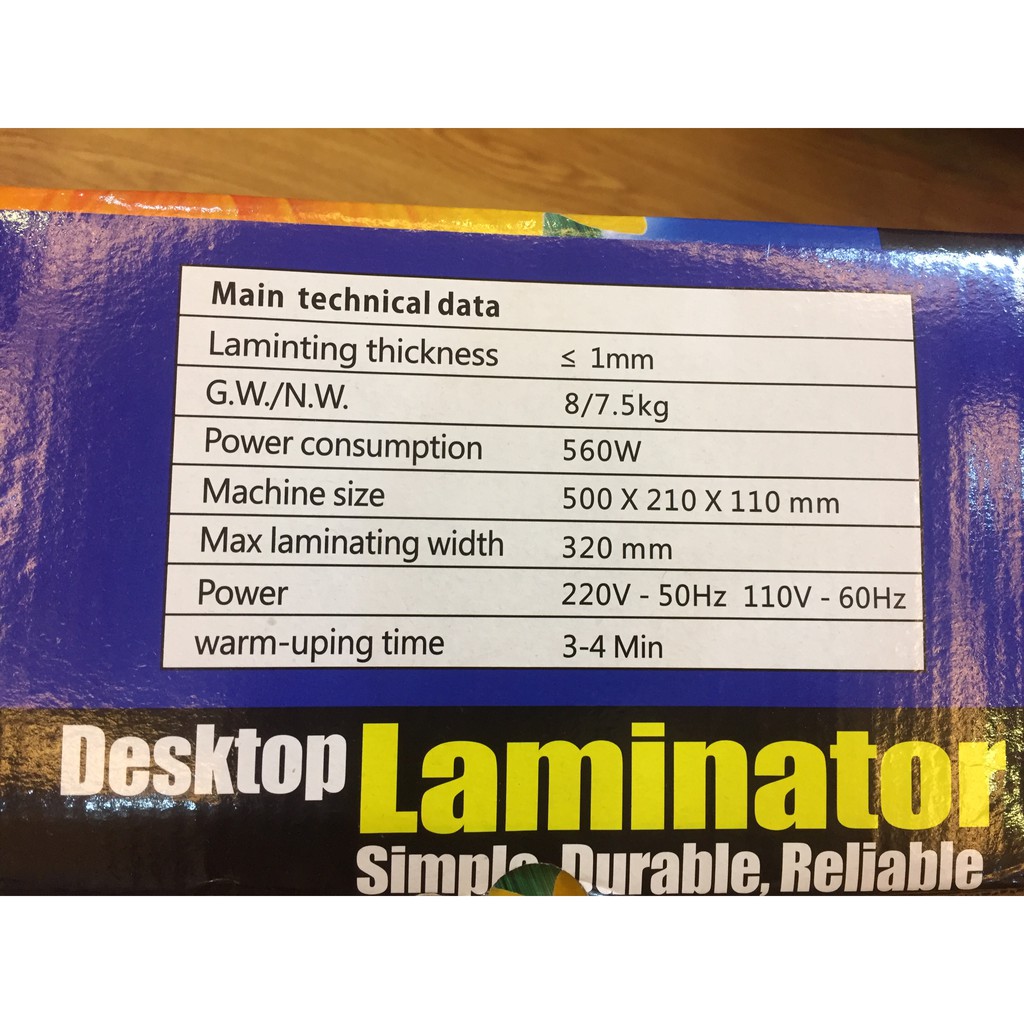 Main technical data
Laminting thickness ≤ 1mm
G.W./N.W. 8/7.5kg
Power consumption 560W
Machine size 500 X 210 X 110 mm
Max laminating width 320 mm
Power 220V - 50Hz 110V - 60Hz
warm-uping time 3-4 Min
Desktop Laminator
Simple, Durable, Reliable